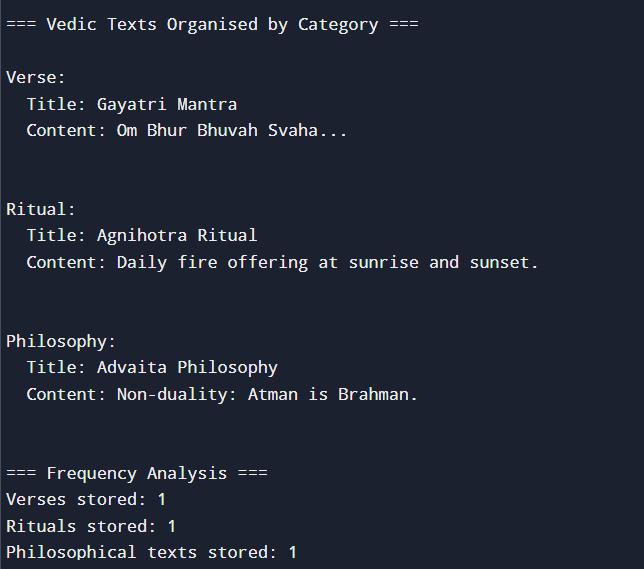 === Vedic Texts Organised by Category ===
Verse:
Title: Gayatri Mantra
Content: Om Bhur Bhuvah Svaha...
Ritual:
Title: Agnihotra Ritual
Content: Daily fire offering at sunrise and sunset.
Philosophy:
Title: Advaita Philosophy
Content: Non-duality: Atman is Brahman.
=== Frequency Analysis ===
Verses stored: 1
Rituals stored: 1
Philosophical texts stored: 1